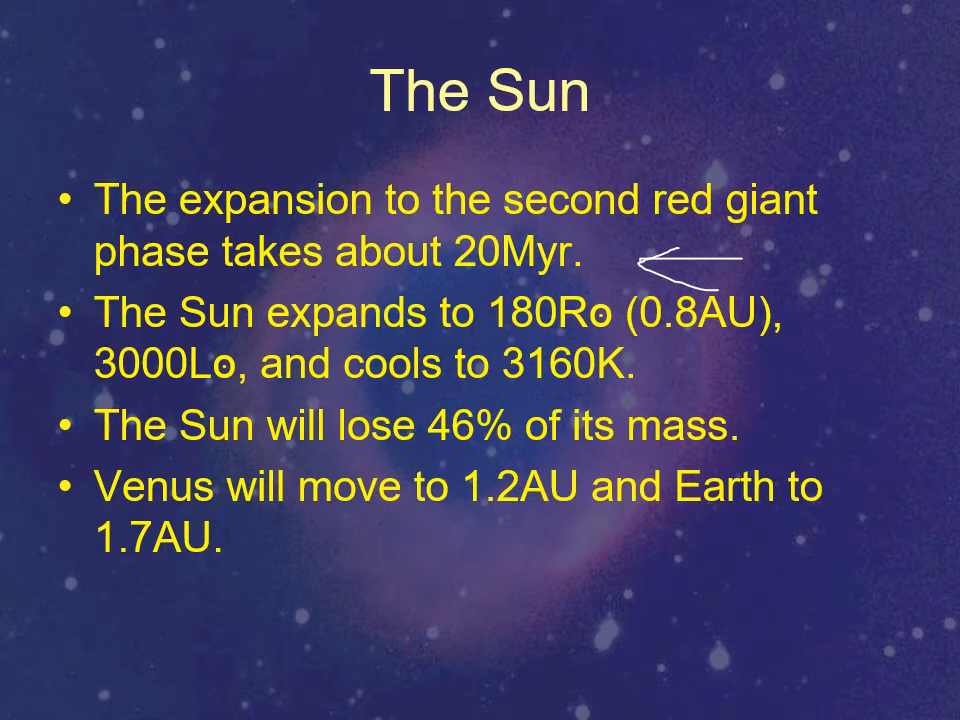 The Sun
• The expansion to the second red giant
phase takes about 20Myr.
• The Sun expands to 180Rʘ (0.8AU),
3000Lʘ, and cools to 3160K.
• The Sun will lose 46% of its mass.
• Venus will move to 1.2AU and Earth to
1.7AU.